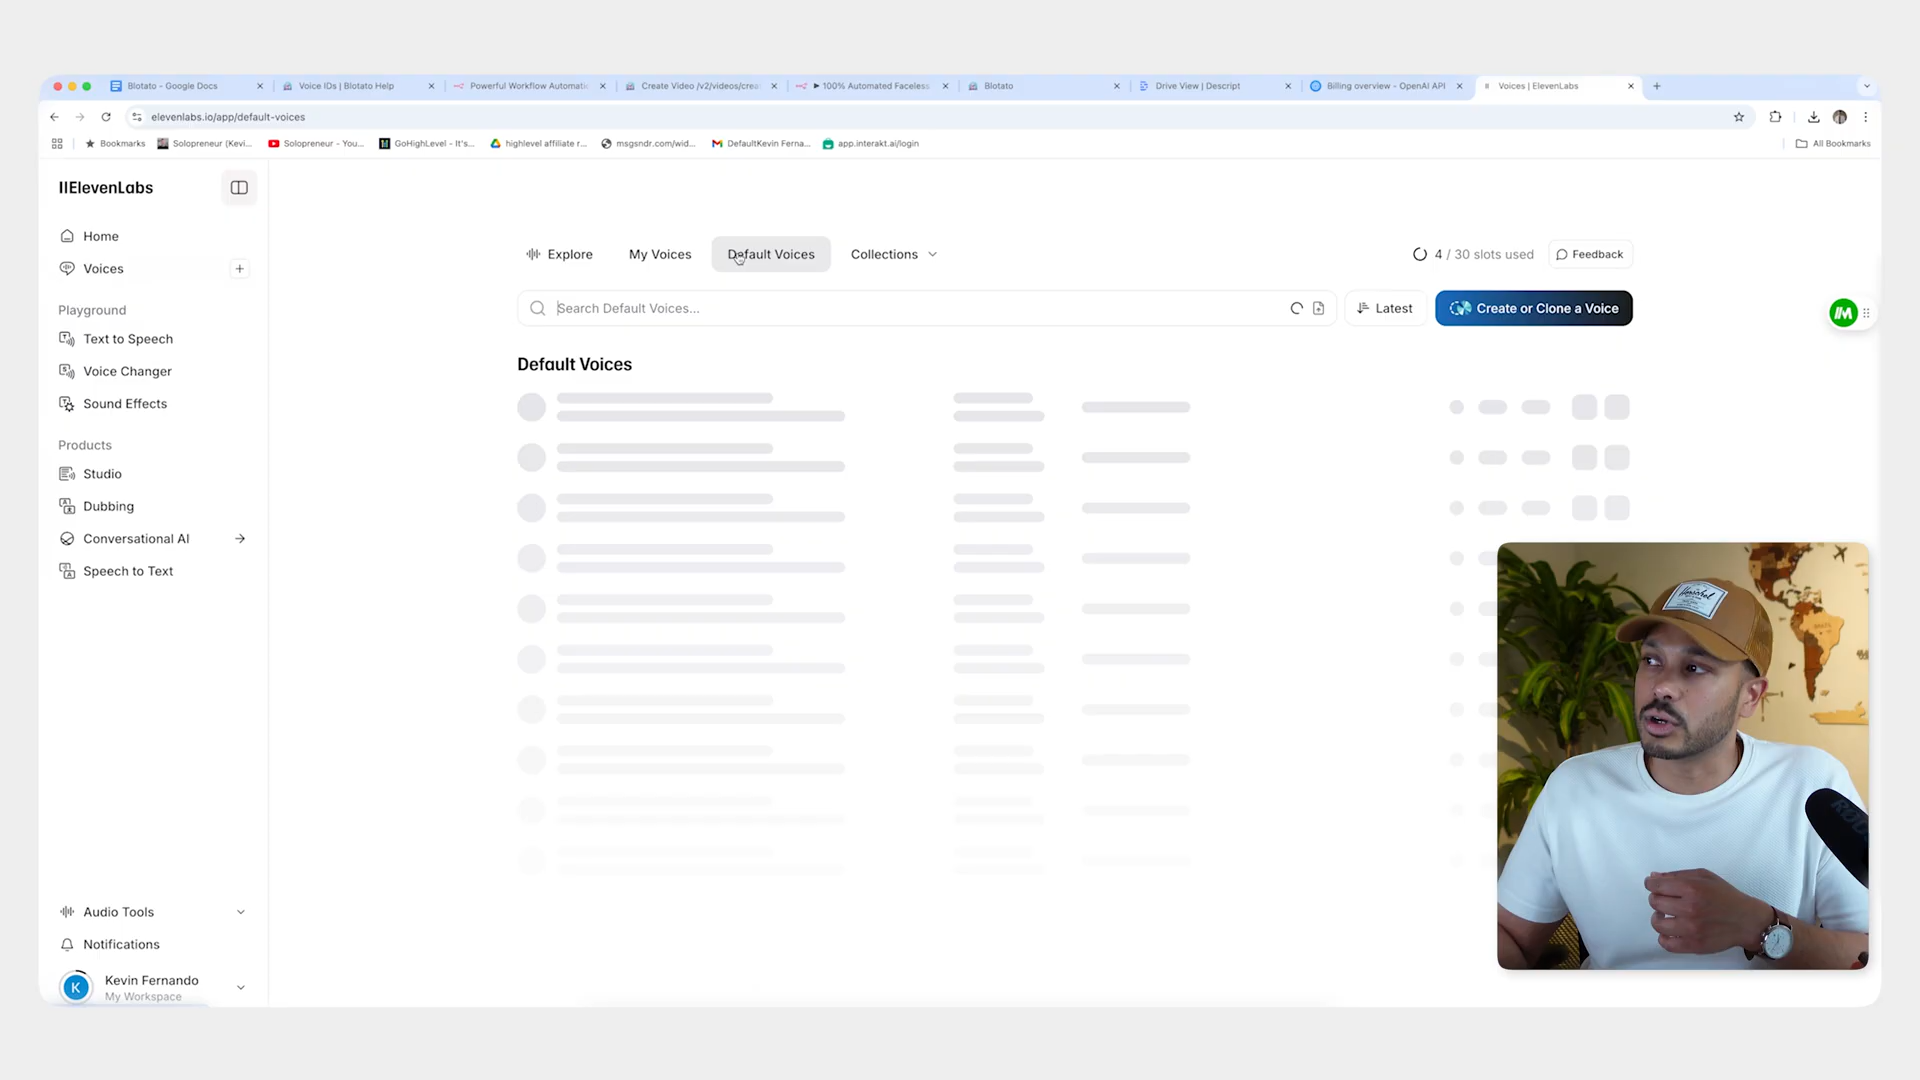 Blotato - Google Docs
Voice IDs | Blotato Help
Powerful Workflow Automatic
Create Video /v2/videos/crea
► 100% Automated Faceless
Blotato
Drive View | Descript
Billing overview - OpenAI API
Voices | ElevenLabs
elevenlabs.io/app/default-voices
Bookmarks
Solopreneur (Kevi...
Solopreneur - You...
GoHighLevel - It's...
highlevel affiliate r...
msgsndr.com/wid...
DefaultKevin Ferna...
app.interakt.ai/login
All Bookmarks
IIElevenLabs
Home
Voices
Playground
Text to Speech
Voice Changer
Sound Effects
Products
Studio
Dubbing
Conversational AI
Speech to Text
Audio Tools
Notifications
K
Kevin Fernando
My Workspace
Explore
My Voices
Default Voices
Collections
4 / 30 slots used
Feedback
Search Default Voices...
Latest
Create or Clone a Voice
Default Voices
Herschel
BRASIL